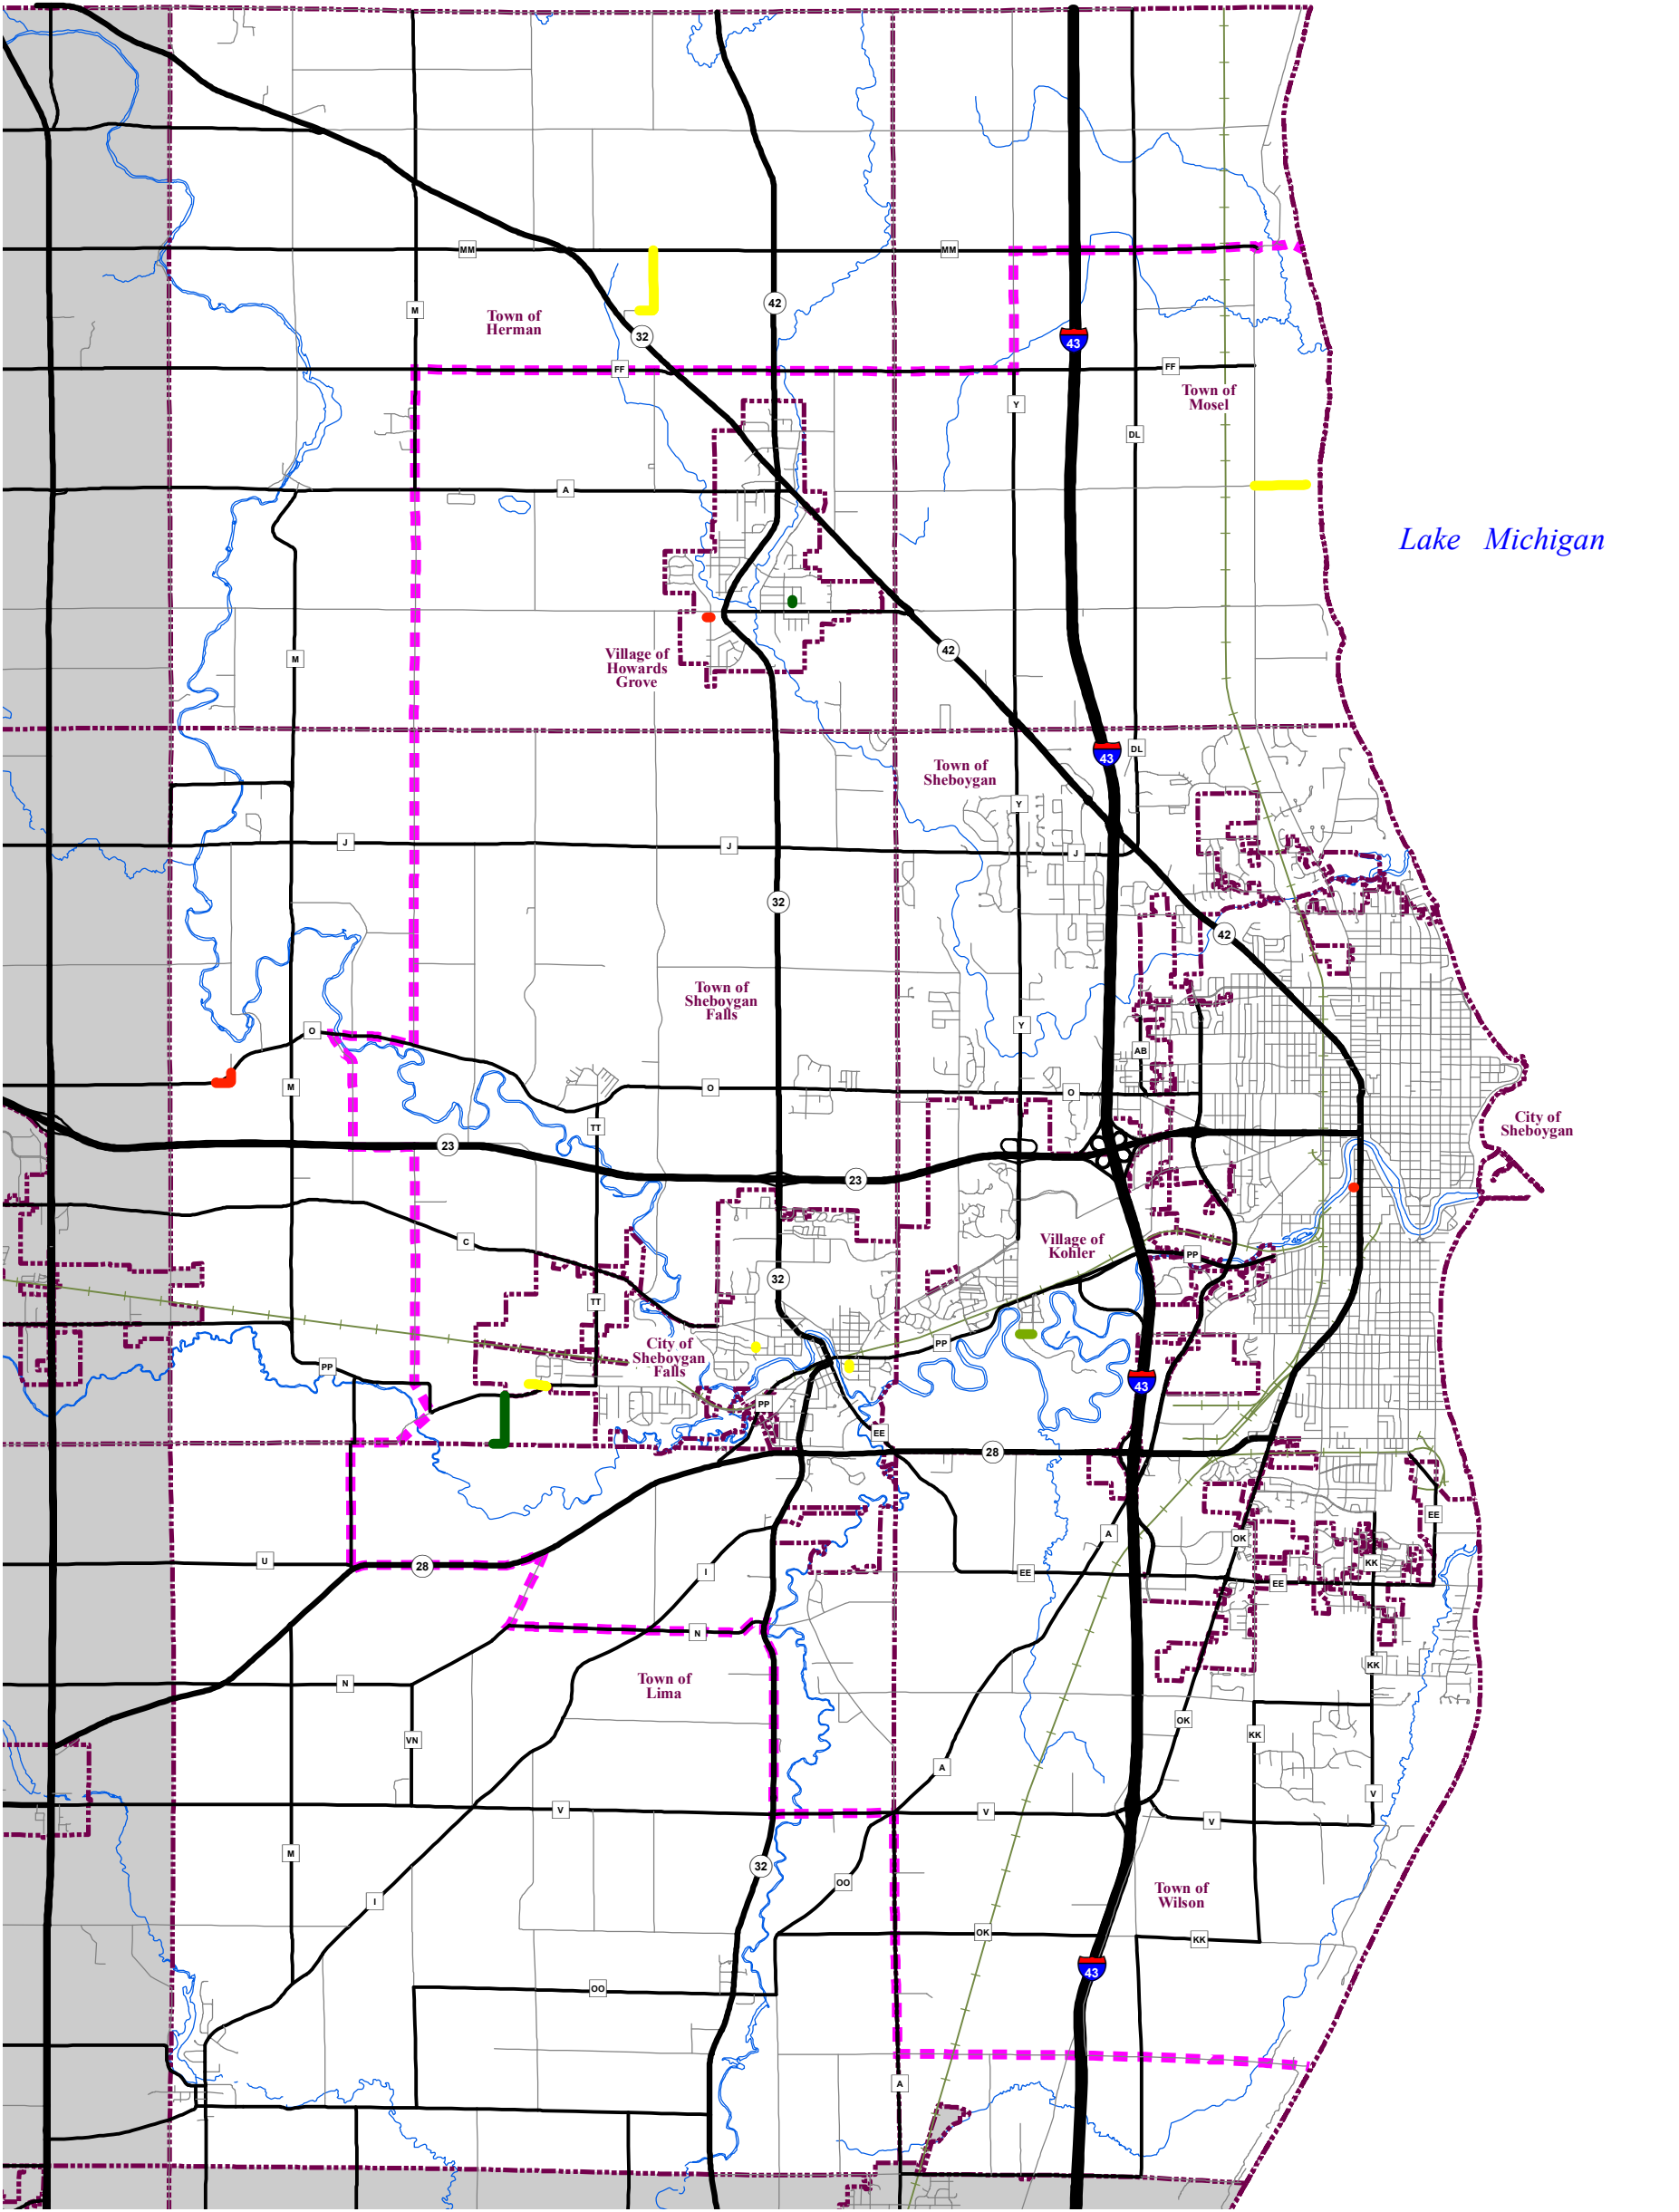 MM
MM
M
42
Town of
Herman
32
43
FF
FF
Town of
Mosel
Y
DL
A
Lake Michigan
42
M
Village of
Howards
Grove
43
DL
Town of
Sheboygan
Y
J
J
J
32
42
Town of
Sheboygan
Falls
O
Y
AB
M
O
O
City of
Sheboygan
TT
23
23
C
Village of
Kohler
PP
32
TT
PP
City of
Sheboygan
Falls
PP
43
PP
EE
28
EE
A
OK
U
28
I
EE
KK
EE
N
Town of
Lima
KK
N
VN
OK
KK
A
V
V
V
V
M
32
OO
Town of
Wilson
I
OK
KK
43
OO
A